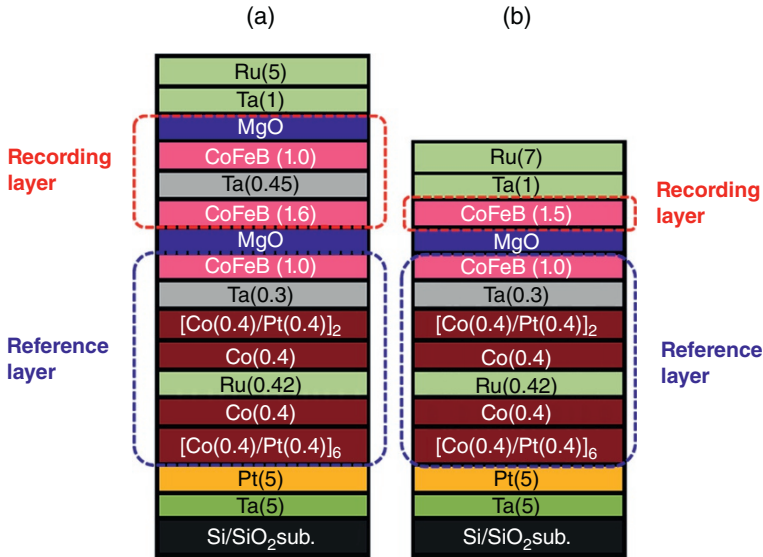 (a)
Ru(5)
Ta(1)
MgO
CoFeB (1.0)
Ta(0.45)
CoFeB (1.6)
MgO
CoFeB (1.0)
Ta(0.3)
[Co(0.4)/Pt(0.4)]₂
Co(0.4)
Ru(0.42)
Co(0.4)
[Co(0.4)/Pt(0.4)]₆
Pt(5)
Ta(5)
Si/SiO₂sub.
Recording
layer
Reference
layer
(b)
Ru(7)
Ta(1)
CoFeB (1.5)
MgO
CoFeB (1.0)
Ta(0.3)
[Co(0.4)/Pt(0.4)]₂
Co(0.4)
Ru(0.42)
Co(0.4)
[Co(0.4)/Pt(0.4)]₆
Pt(5)
Ta(5)
Si/SiO₂sub.
Recording
layer
Reference
layer